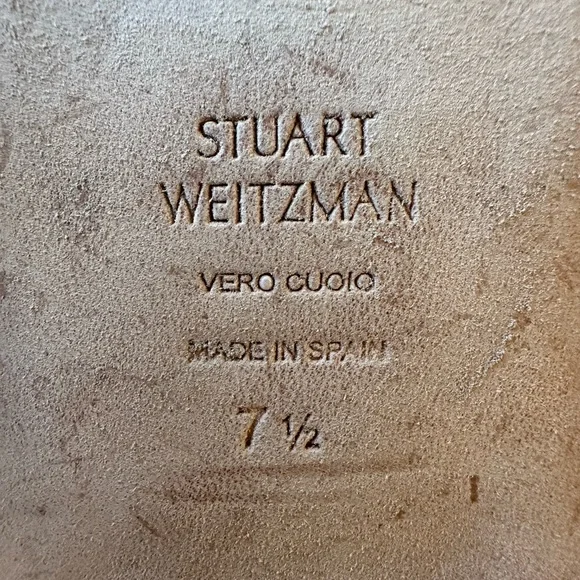 STUART
WEITZMAN
VERO CUOIO
MADE IN SPAIN
7 ½